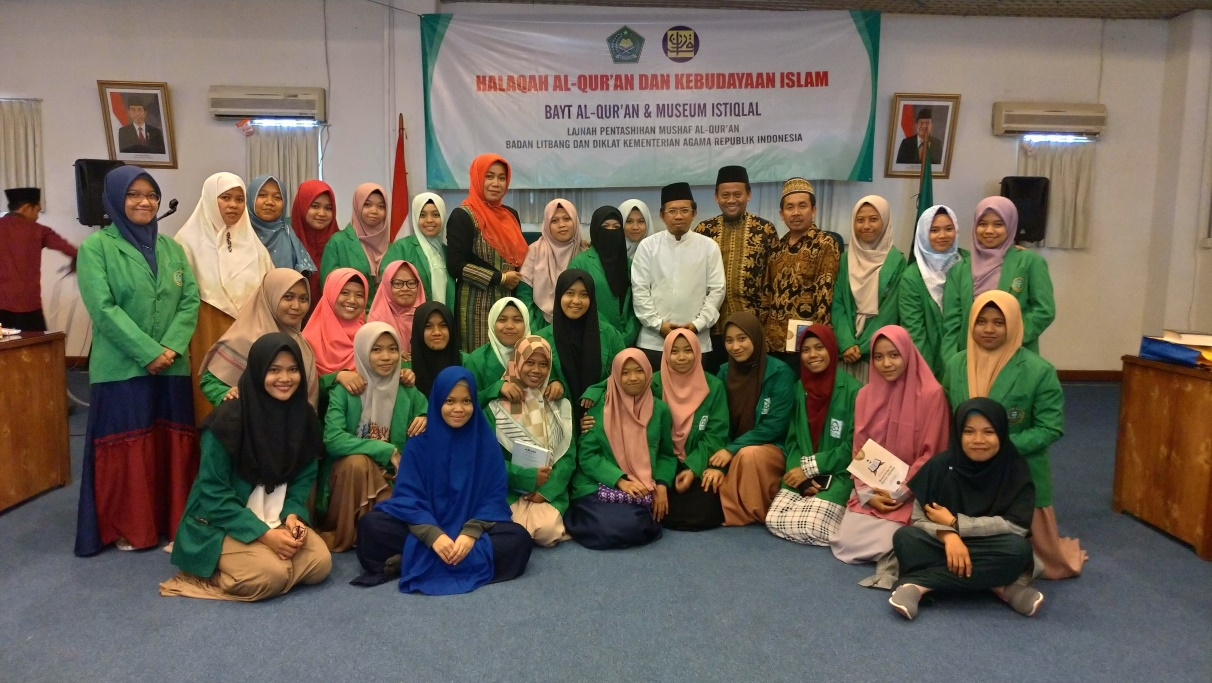 HALAQAH AL-QUR'AN DAN KEBUDAYAAN ISLAM
BAYT AL-QUR'AN & MUSEUM ISTIQLAL
LAJNAH PENTASHIHAN MUSHAF AL-QUR'AN
BADAN LITBANG DAN DIKLAT KEMENTERIAN AGAMA REPUBLIK INDONESIA